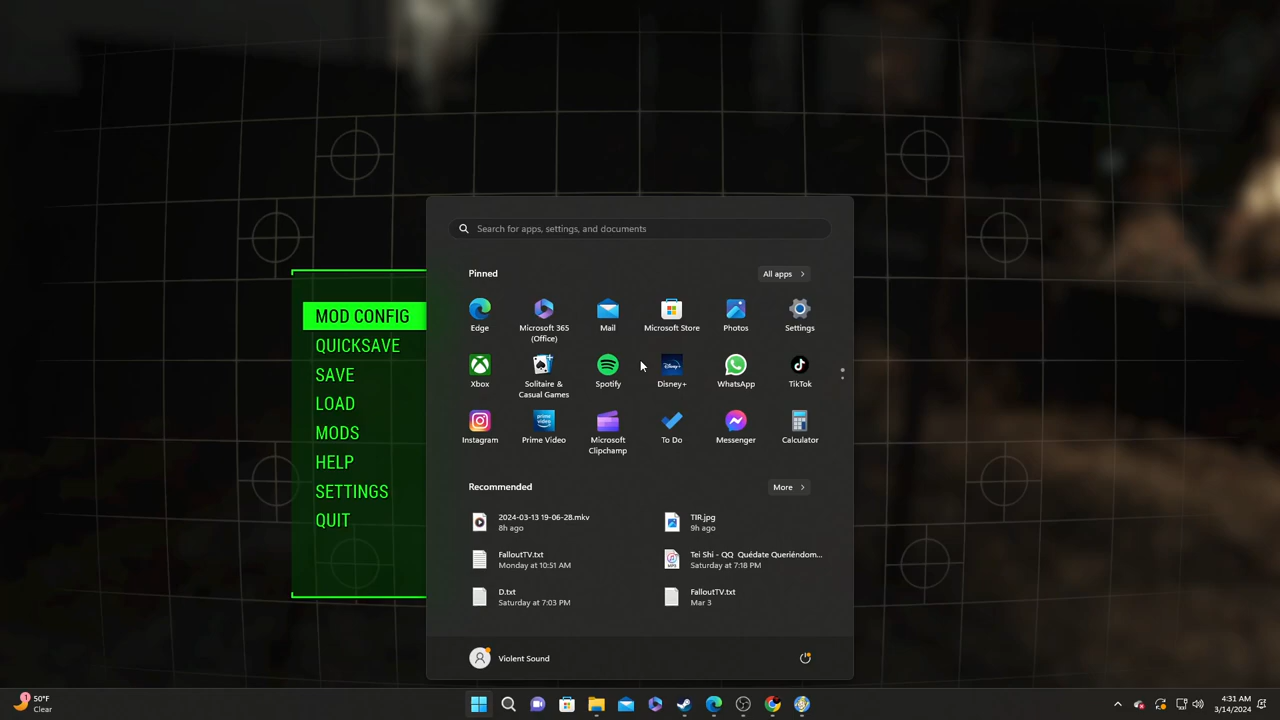 MOD CONFIG
QUICKSAVE
SAVE
LOAD
MODS
HELP
SETTINGS
QUIT
Search for apps, settings, and documents
Pinned
All apps
Edge
Microsoft 365
(Office)
Mail
Microsoft Store
Photos
Settings
Xbox
Solitaire &
Casual Games
Spotify
Disney+
WhatsApp
TikTok
Instagram
Prime Video
Microsoft
Clipchamp
To Do
Messenger
Calculator
Recommended
More
2024-03-13 19-06-28.mkv
8h ago
TIR.jpg
9h ago
FalloutTV.txt
Monday at 10:51 AM
Tei Shi - QQ Quédate Queriéndom...
Saturday at 7:18 PM
D.txt
Saturday at 7:03 PM
FalloutTV.txt
Mar 3
Violent Sound
1
50°F
Clear
4:31 AM
3/14/2024